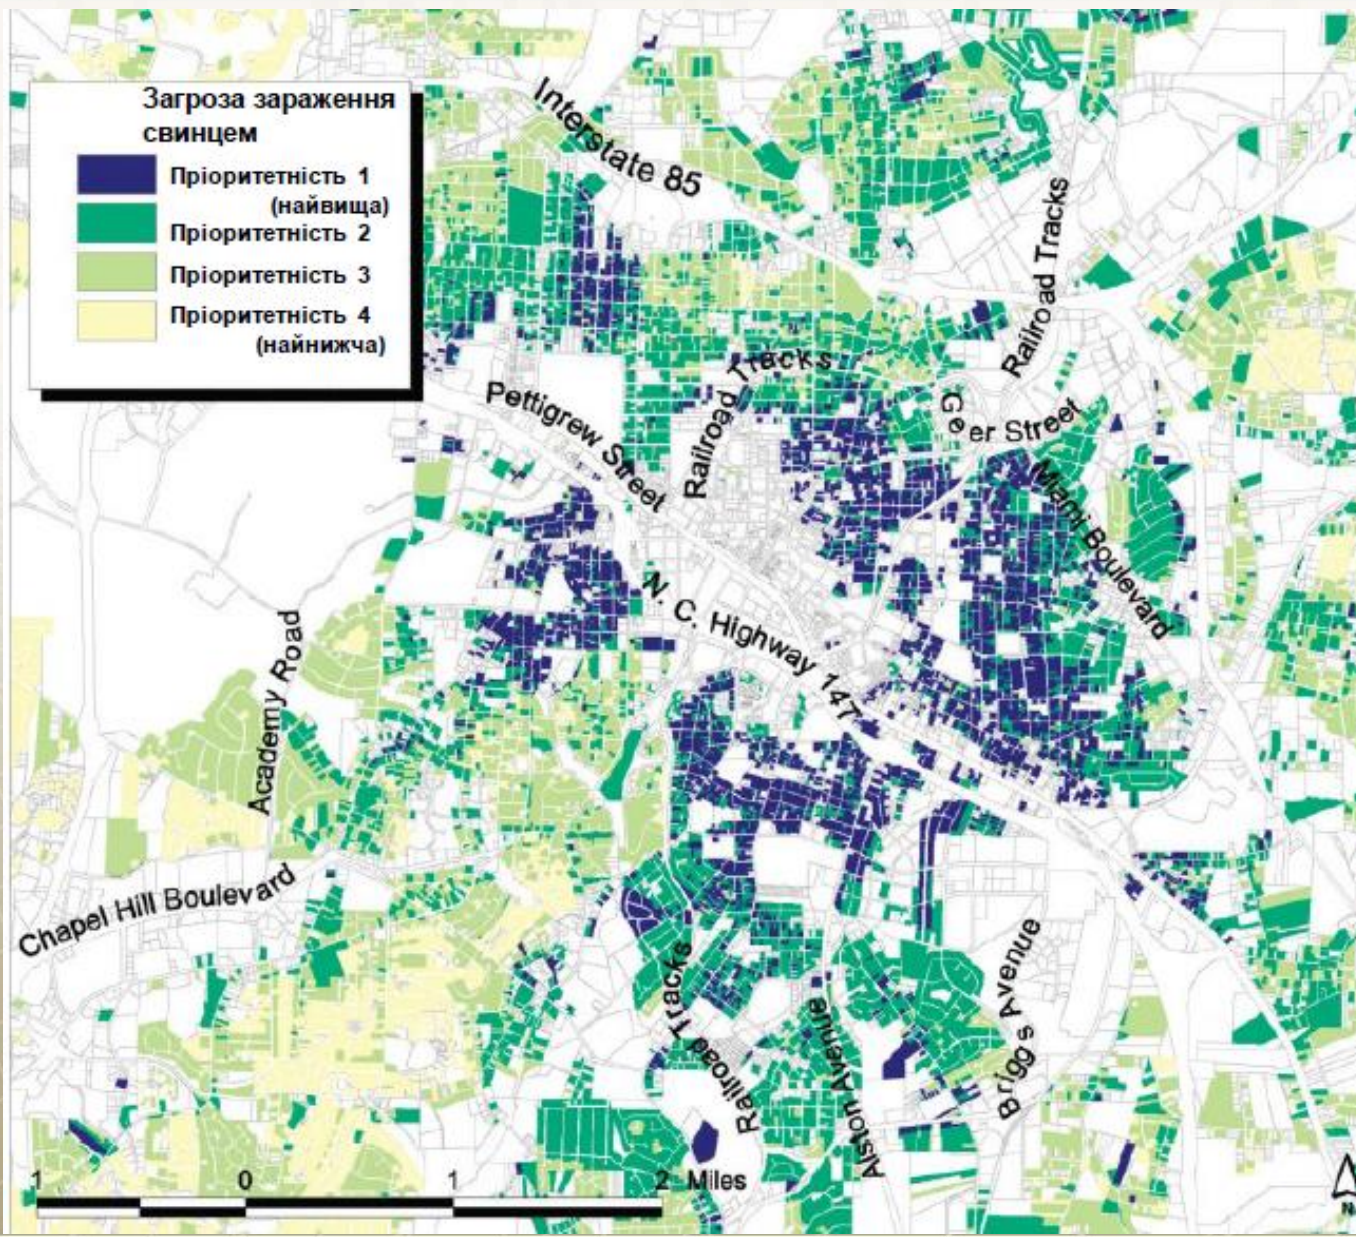 Загроза зараження
свинцем
Пріоритетність 1
(найвища)
Пріоритетність 2
Пріоритетність 3
Пріоритетність 4
(найнижча)
Interstate 85
Railroad Tracks
Railroad Tracks
Geer Street
Pettigrew Street
Miami Boulevard
N. C. Highway 147
Academy Road
Chapel Hill Boulevard
Railroad Tracks
Alston Avenue
Briggs Avenue
1 0 1 2 Miles
N